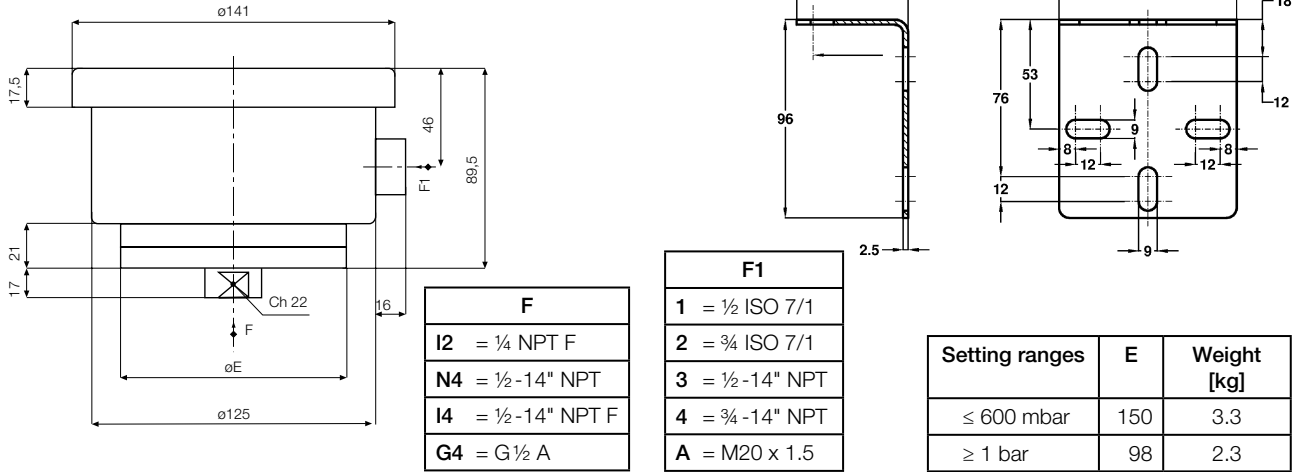 ø141
17,5
46
89,5
F1
21
17
Ch 22
16
F
øE
ø125
96
2.5
18
53
76
12
9
8
8
12
12
12
9
F
I2 = ¼ NPT F
N4 = ½-14" NPT
I4 = ½-14" NPT F
G4 = G½ A
F1
1 = ½ ISO 7/1
2 = ¾ ISO 7/1
3 = ½-14" NPT
4 = ¾-14" NPT
A = M20 x 1.5
Setting ranges E Weight [kg]
≤ 600 mbar 150 3.3
≥ 1 bar 98 2.3